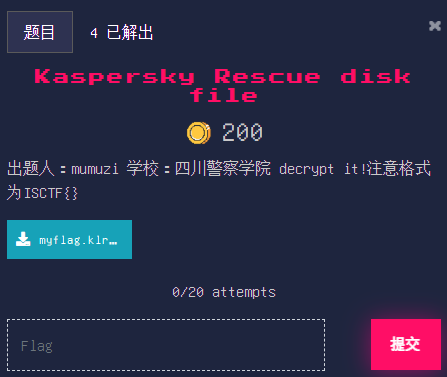 题目 4 已解出
Kaspersky Rescue disk
file
200
出题人：mumuzi 学校：四川警察学院 decrypt it!注意格式
为ISCTF{}
myflag.klr…
0/20 attempts
Flag
提交